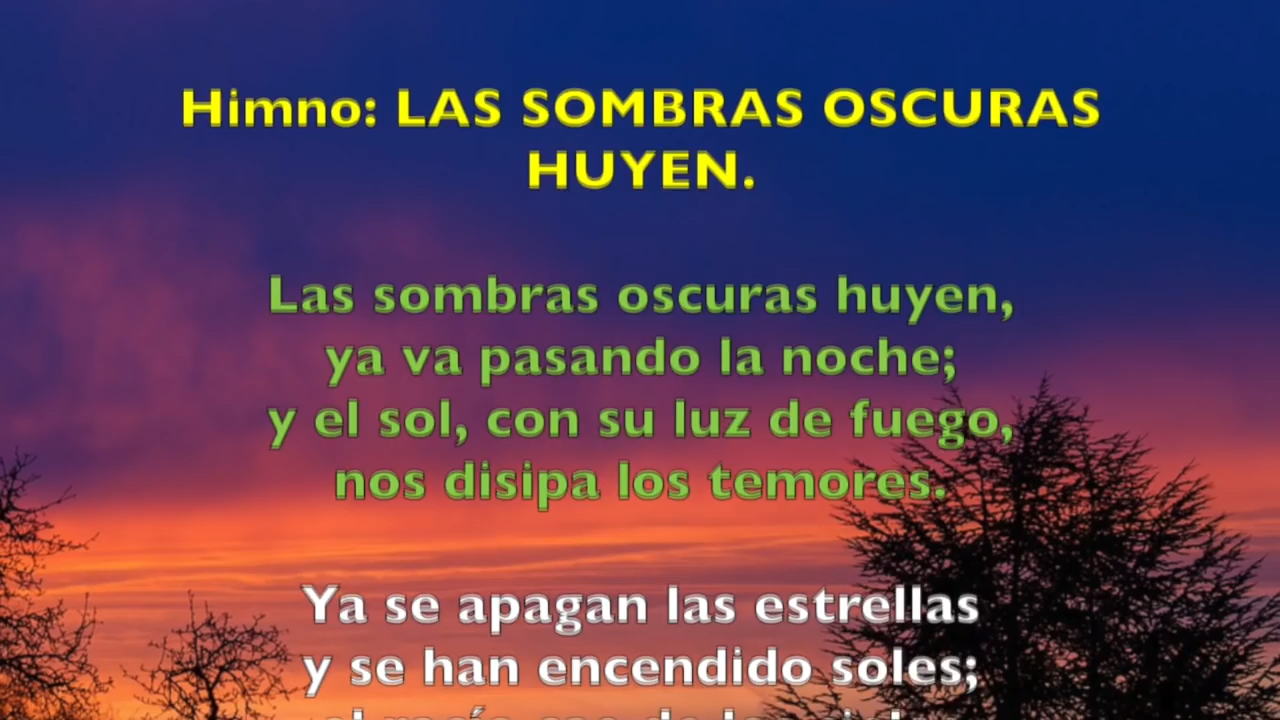 Himno: LAS SOMBRAS OSCURAS
HUYEN.
Las sombras oscuras huyen,
ya va pasando la noche;
y el sol, con su luz de fuego,
nos disipa los temores.
Ya se apagan las estrellas
y se han encendido soles;